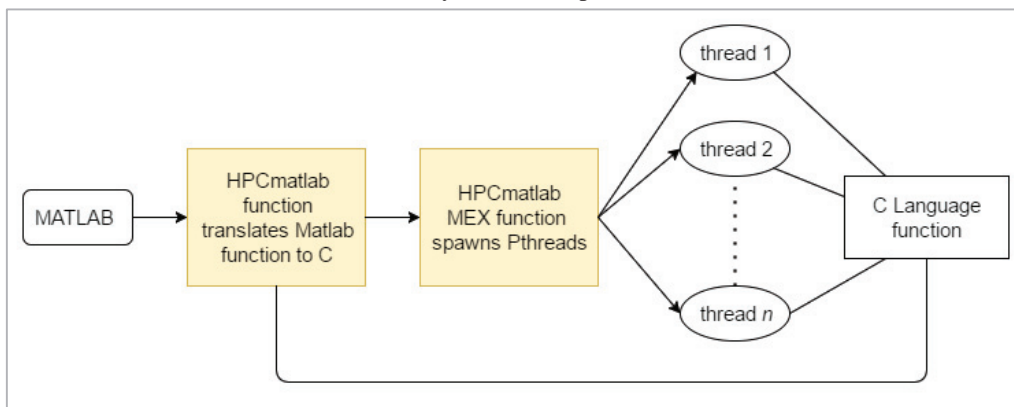 MATLAB
HPCmatlab
function
translates Matlab
function to C
HPCmatlab
MEX function
spawns Pthreads
thread 1
thread 2
thread n
C Language
function